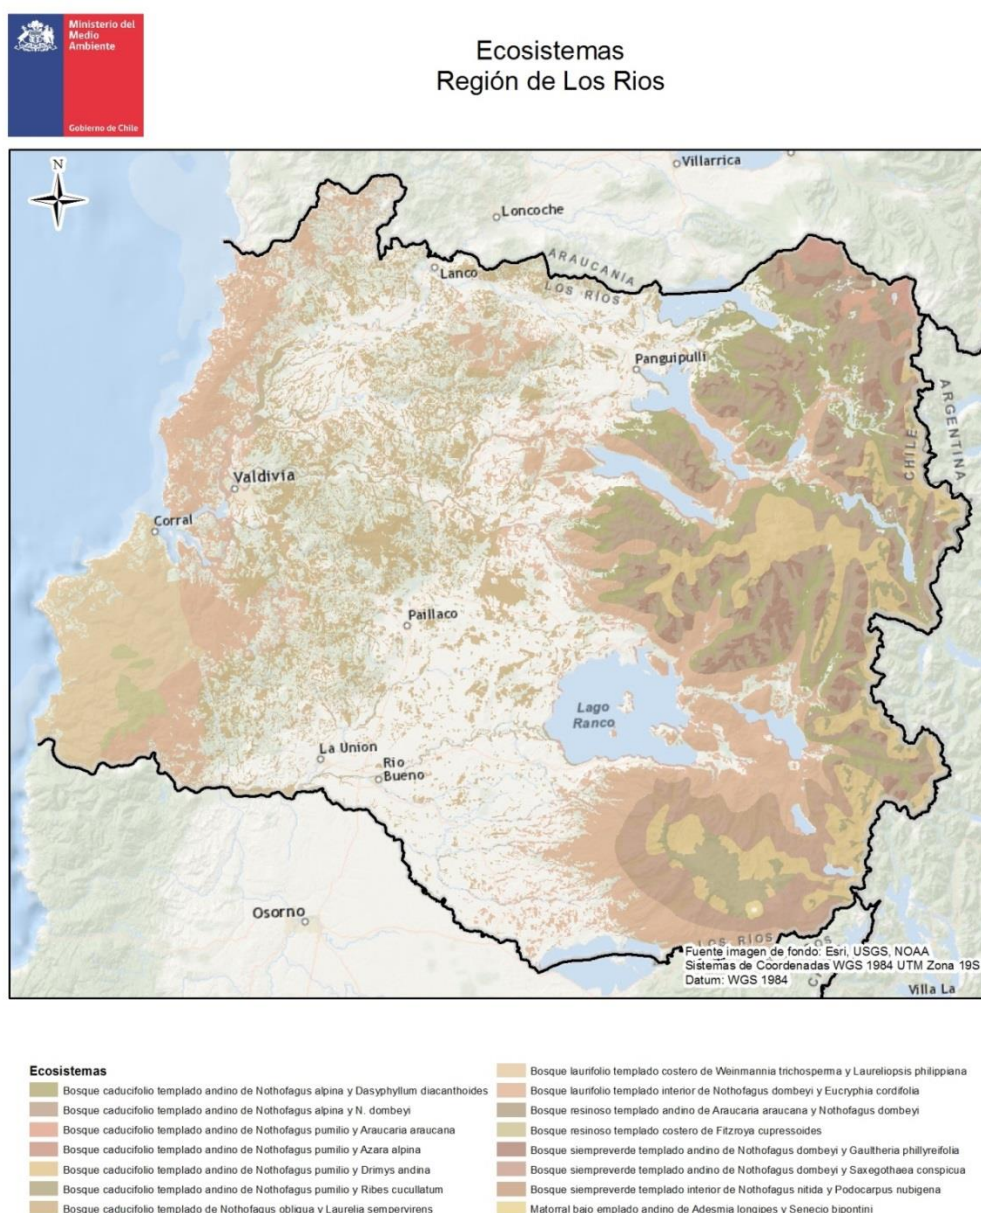 Ministerio del
Medio
Ambiente
Gobierno de Chile
Ecosistemas
Región de Los Rios
N
Villarrica
Loncoche
ARAUCANIA
LOS RÍOS
Lanco
Panguipulli
CHILE
ARGENTINA
Valdivia
Corral
Paillaco
Lago
Ranco
La Union
Rio
Bueno
Osorno
LOS RÍOS
Fuente imagen de fondo: Esri, USGS, NOAA
Sistemas de Coordenadas WGS 1984 UTM Zona 19S
Datum: WGS 1984
Villa La
Ecosistemas
Bosque caducifolio templado andino de Nothofagus alpina y Dasyphyllum diacanthoides
Bosque caducifolio templado andino de Nothofagus alpina y N. dombeyi
Bosque caducifolio templado andino de Nothofagus pumilio y Araucaria araucana
Bosque caducifolio templado andino de Nothofagus pumilio y Azara alpina
Bosque caducifolio templado andino de Nothofagus pumilio y Drimys andina
Bosque caducifolio templado andino de Nothofagus pumilio y Ribes cucullatum
Bosque caducifolio templado de Nothofagus obliqua y Laurelia sempervirens
Bosque laurifolio templado costero de Weinmannia trichosperma y Laureliopsis philippiana
Bosque laurifolio templado interior de Nothofagus dombeyi y Eucryphia cordifolia
Bosque resinoso templado andino de Araucaria araucana y Nothofagus dombeyi
Bosque resinoso templado costero de Fitzroya cupressoides
Bosque siempreverde templado andino de Nothofagus dombeyi y Gaultheria phillyreifolia
Bosque siempreverde templado andino de Nothofagus dombeyi y Saxegothaea conspicua
Bosque siempreverde templado interior de Nothofagus nitida y Podocarpus nubigena
Matorral bajo emplado andino de Adesmia longipes y Senecio bipontini